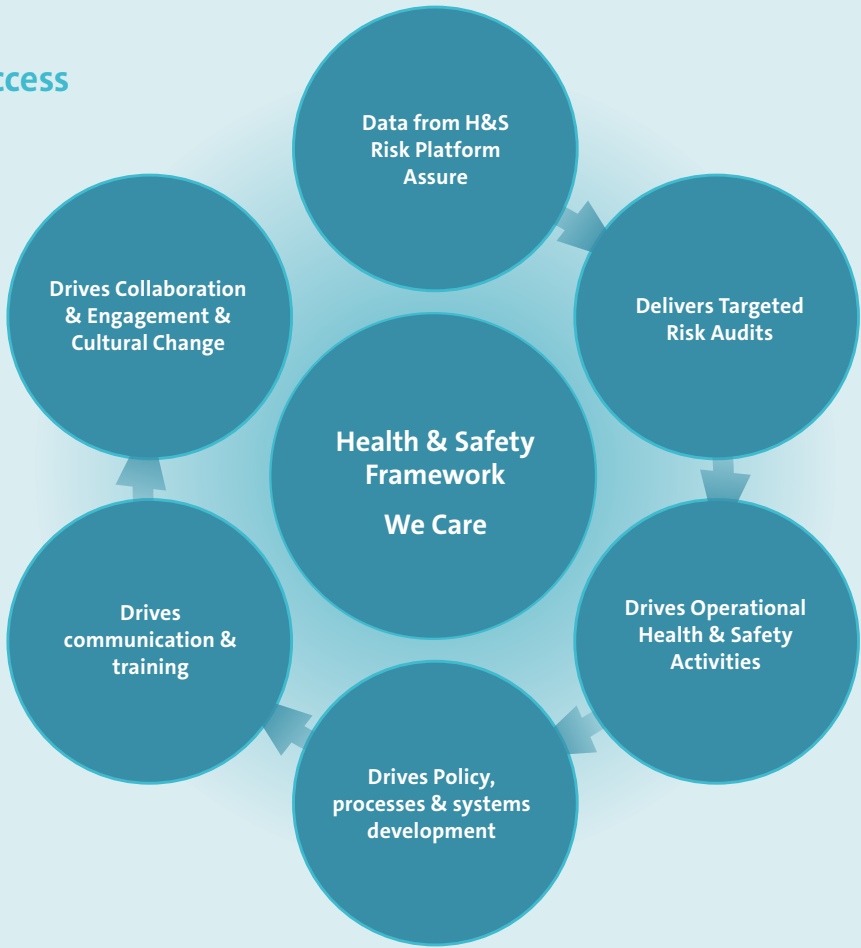 Data from H&S
Risk Platform
Assure
Delivers Targeted
Risk Audits
Drives Operational
Health & Safety
Activities
Drives Policy,
processes & systems
development
Drives
communication &
training
Drives Collaboration
& Engagement &
Cultural Change
Health & Safety
Framework
We Care